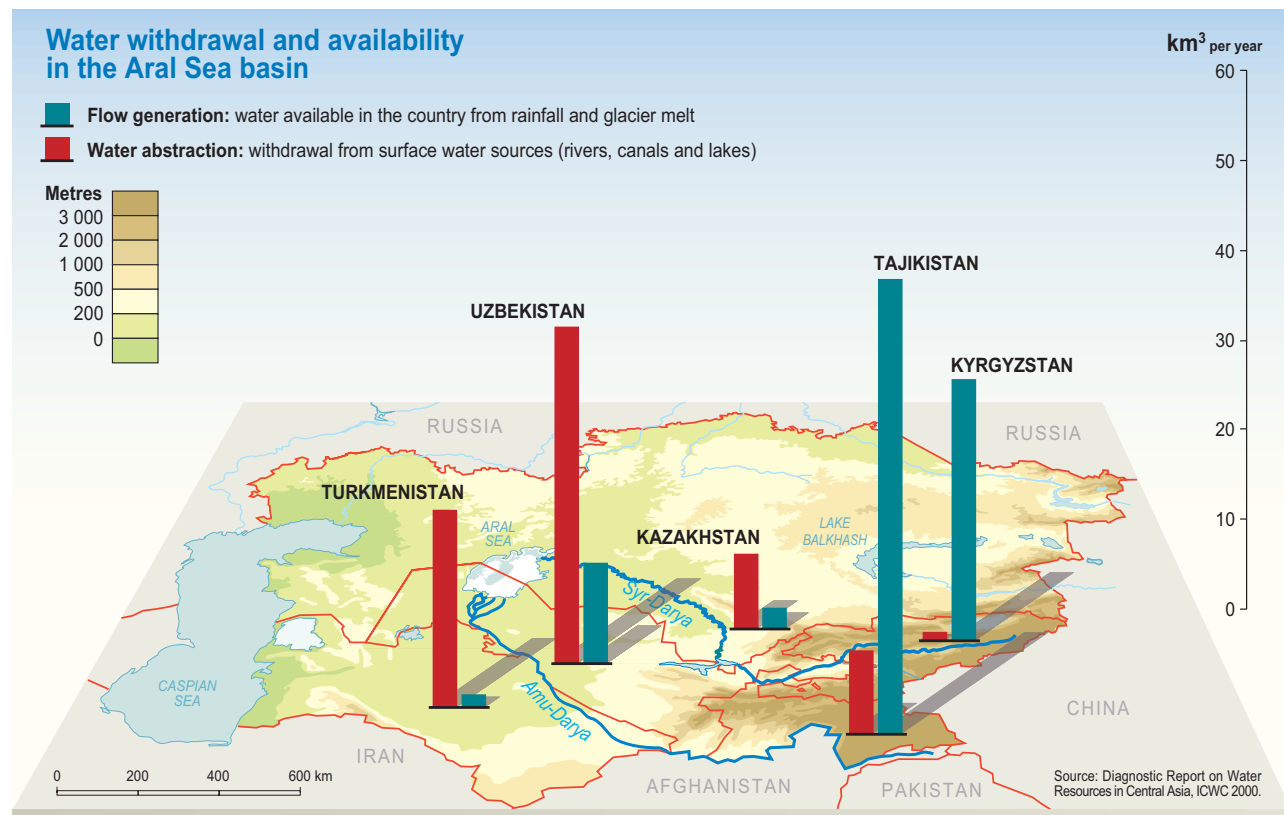 Water withdrawal and availability
in the Aral Sea basin
Flow generation: water available in the country from rainfall and glacier melt
Water abstraction: withdrawal from surface water sources (rivers, canals and lakes)
Metres
3 000
2 000
1 000
500
200
0
km³ per year
60
50
40
30
20
10
0
TAJIKISTAN
UZBEKISTAN
KYRGYZSTAN
RUSSIA
RUSSIA
TURKMENISTAN
ARAL
SEA
KAZAKHSTAN
LAKE
BALKHASH
Syr-Darya
CASPIAN
SEA
Amu-Darya
CHINA
IRAN
AFGHANISTAN
PAKISTAN
0 200 400 600 km
Source: Diagnostic Report on Water
Resources in Central Asia, ICWC 2000.